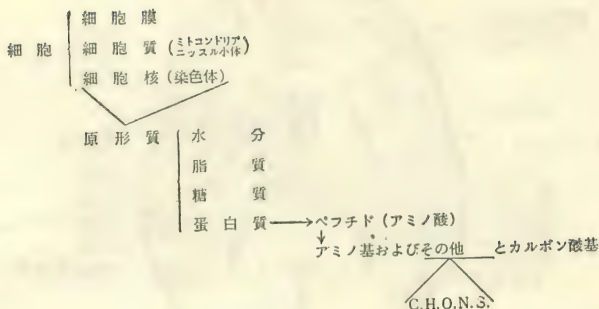 細胞膜
細胞 細胞質(ミトコンドリア ニッスル小体)
細胞核(染色体)
原形質 水分
脂質
糖質
蛋白質→ペプチド(アミノ酸)
↓
アミノ基およびその他とカルボン酸基
C.H.O.N.S.